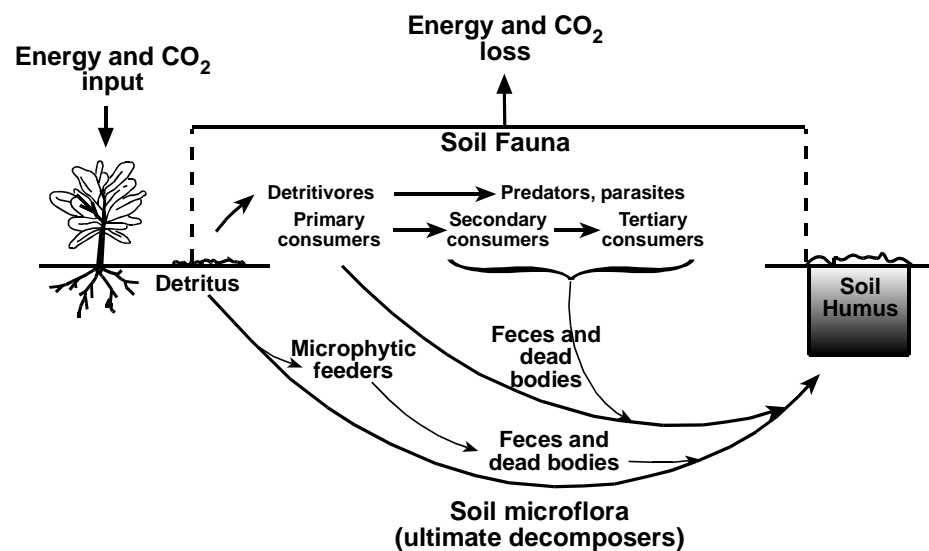 Energy and CO2
input
Energy and CO2
loss
Soil Fauna
Detritivores
Predators, parasites
Primary
consumers
Secondary
consumers
Tertiary
consumers
Detritus
Soil
Humus
Microphytic
feeders
Feces and
dead
bodies
Feces and
dead bodies
Soil microflora
(ultimate decomposers)